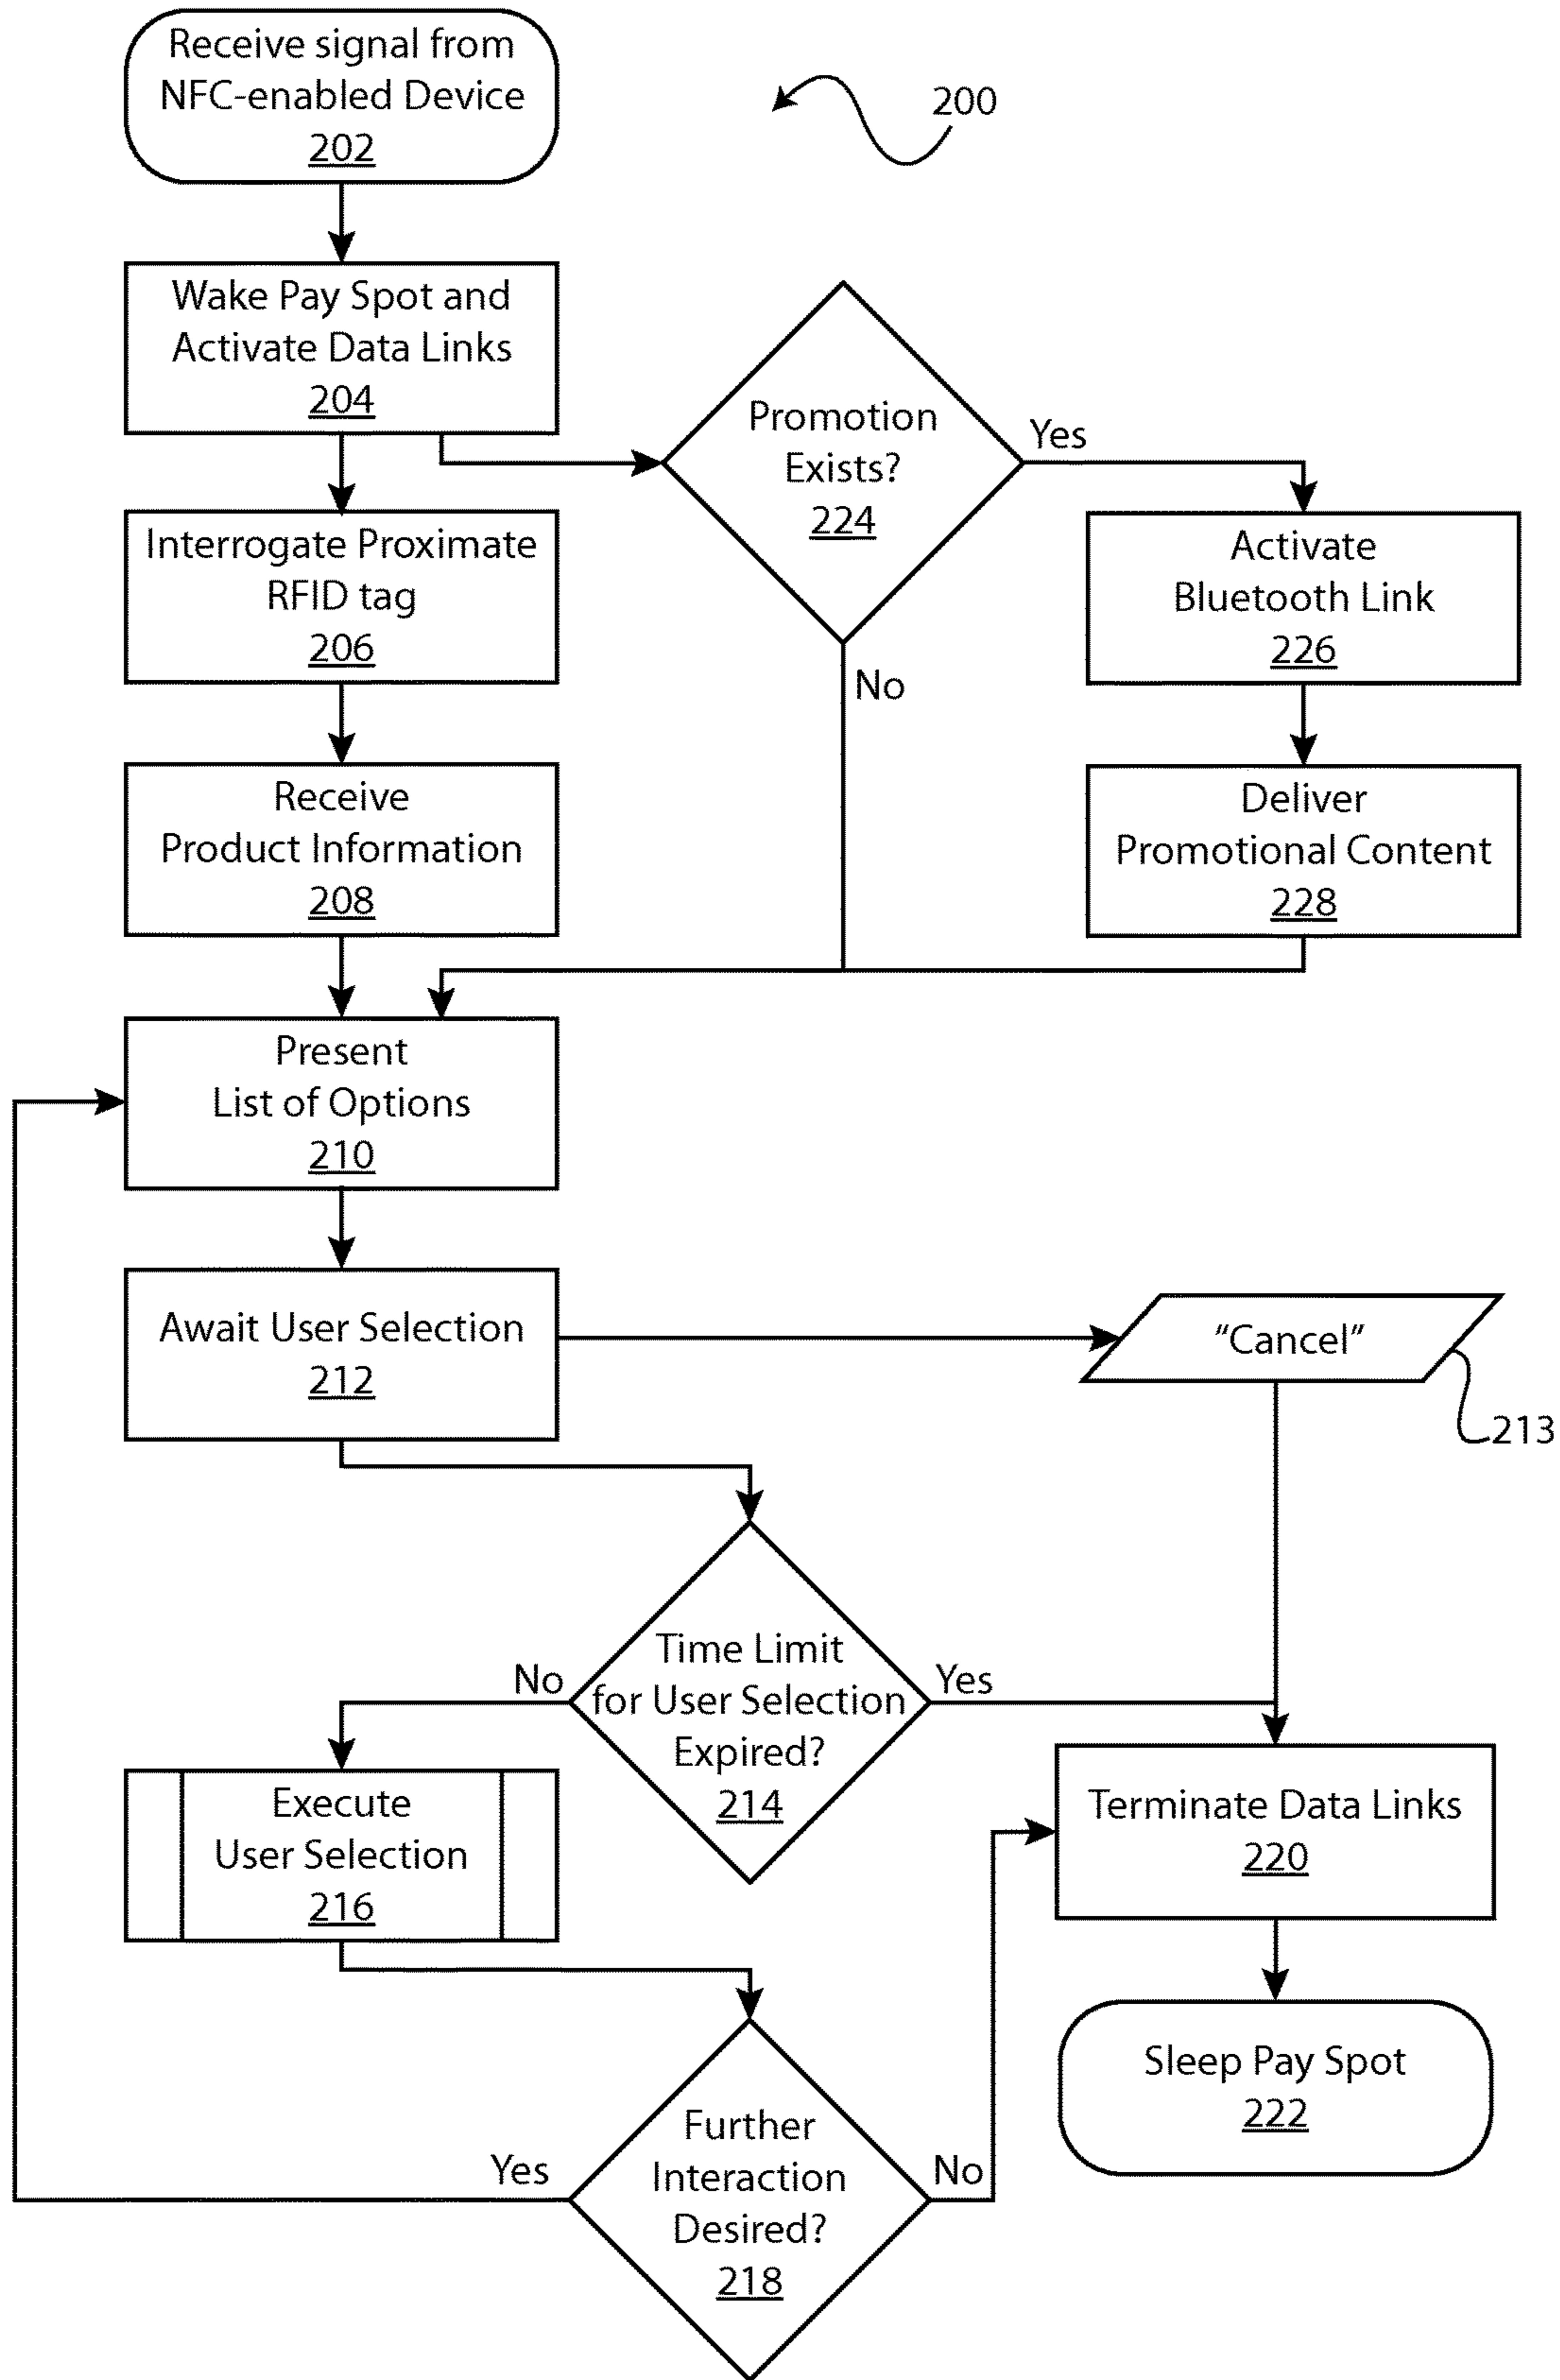 Receive signal from
NFC-enabled Device
202
200
Wake Pay Spot and
Activate Data Links
204
Promotion
Exists?
224
Yes
No
Interrogate Proximate
RFID tag
206
Activate
Bluetooth Link
226
Receive
Product Information
208
Deliver
Promotional Content
228
Present
List of Options
210
Await User Selection
212
"Cancel"
213
Time Limit
for User Selection
Expired?
214
No
Yes
Execute
User Selection
216
Terminate Data Links
220
Sleep Pay Spot
222
Further
Interaction
Desired?
218
Yes
No